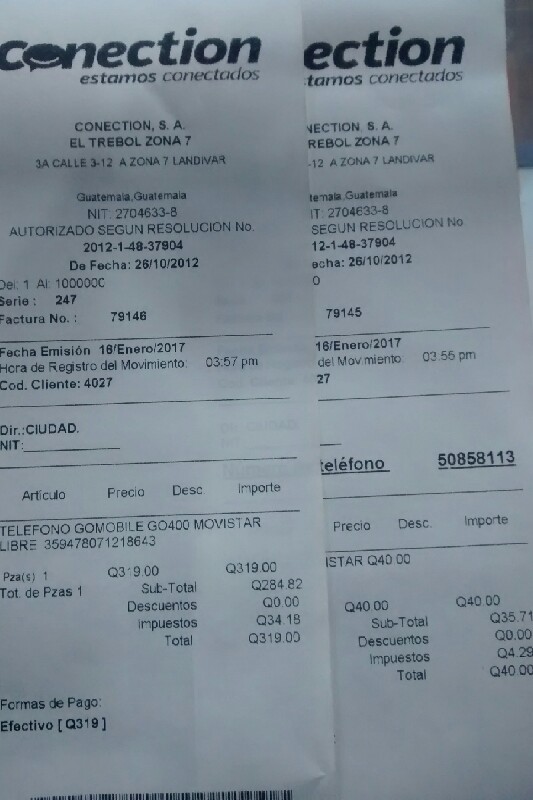 Conection
estamos conectados
CONECTION, S. A.
EL TREBOL ZONA 7
3A CALLE 3-12 A ZONA 7 LANDIVAR
Guatemala,Guatemala
NIT: 2704633-8
AUTORIZADO SEGUN RESOLUCION No.
2012-1-48-37904
De Fecha: 26/10/2012
Del: 1 Al: 1000000
Serie : 247
Factura No. : 79146
Fecha Emisión 16/Enero/2017
Hora de Registro del Movimiento: 03:57 pm
Cod. Cliente: 4027
Dir.:CIUDAD.
NIT:
Artículo Precio Desc. Importe
TELEFONO GOMOBILE GO400 MOVISTAR
LIBRE 359478071218643
Pza(s) 1 Q319.00 Q319.00
Tot. de Pzas 1 Sub-Total Q284.82
Descuentos Q0.00
Impuestos Q34.18
Total Q319.00
Formas de Pago:
Efectivo [ Q319 ]
ection
tamos conectados
NECTION, S. A.
TREBOL ZONA 7
-12 A ZONA 7 LANDIVAR
temala,Guatemala
IT: 2704633-8
SEGUN RESOLUCION No.
12-1-48-37904
echa: 26/10/2012
0
79145
16/Enero/2017
del Movimiento: 03:55 pm
27
teléfono 50858113
Precio Desc. Importe
ISTAR Q40.00
Q40.00 Q40.00
Sub-Total Q35.71
Descuentos Q0.00
Impuestos Q4.29
Total Q40.00